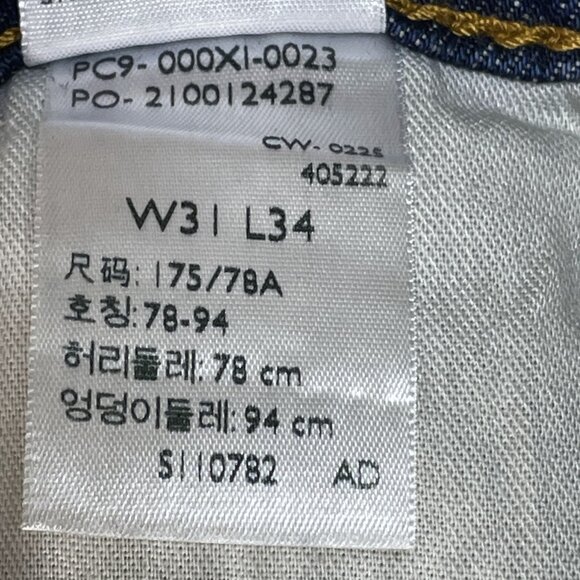 PC9- 000XI-0023
PO- 2100124287
CW- 0225
405222
W31 L34
尺码: 175/78A
호칭: 78-94
허리둘레: 78 cm
엉덩이둘레: 94 cm
S110782 AD